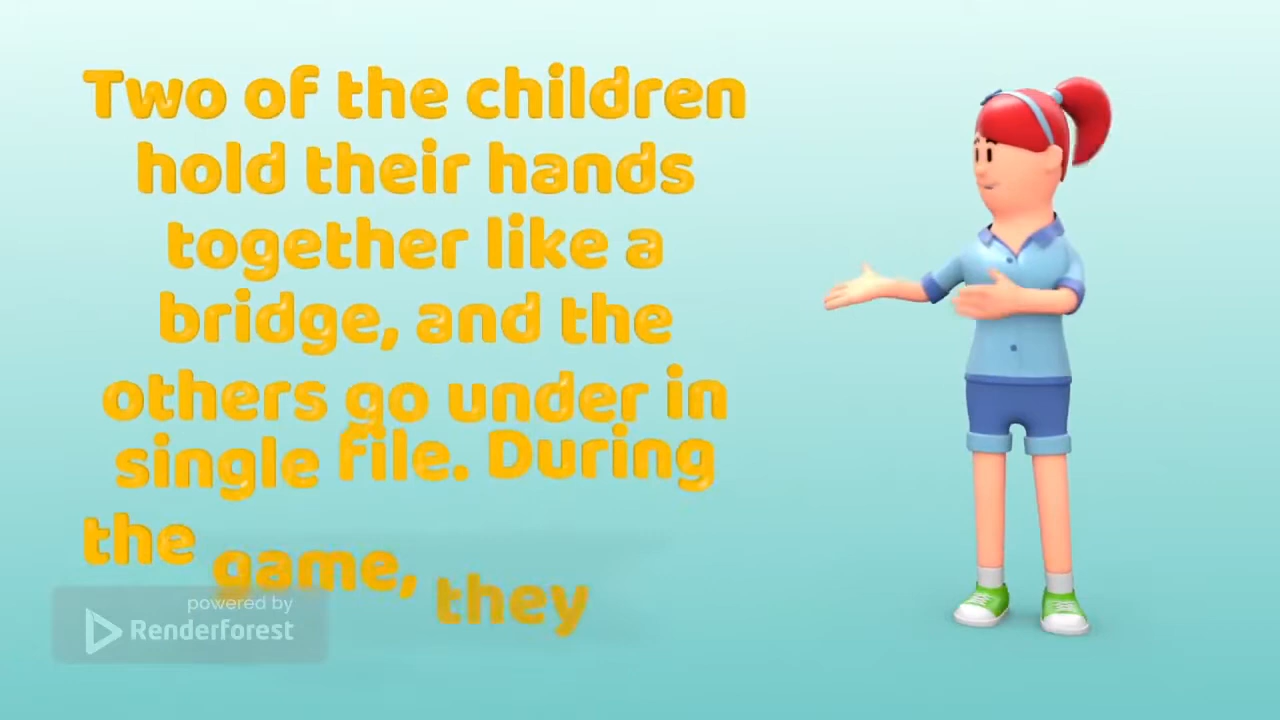 Two of the children
hold their hands
together like a
bridge, and the
others go under in
single file. During
the game, they
powered by
Renderforest